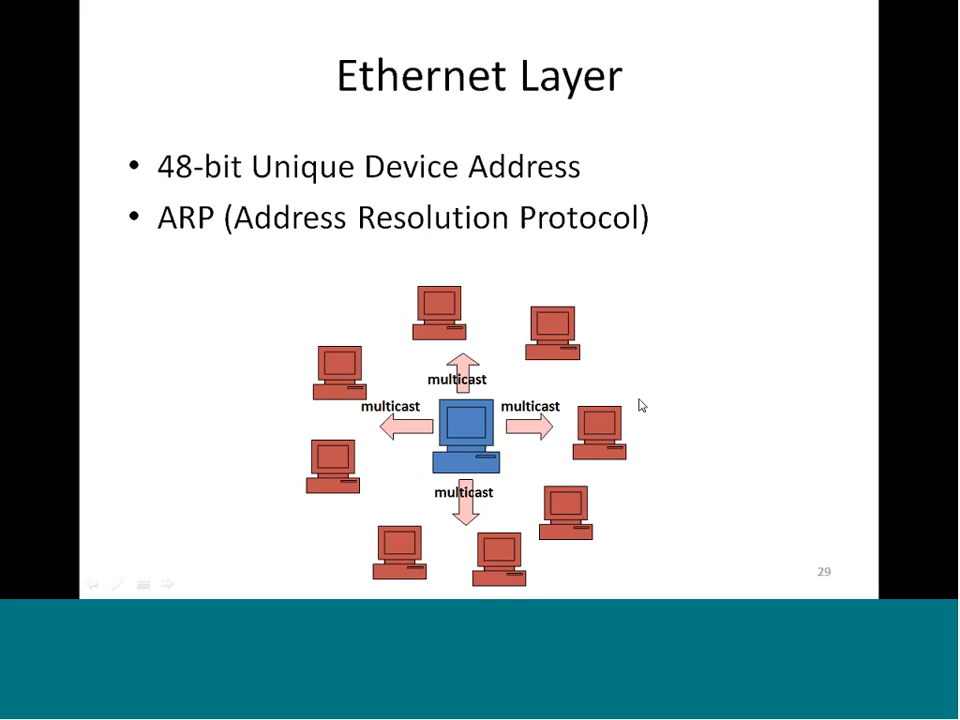 Ethernet Layer
• 48-bit Unique Device Address
• ARP (Address Resolution Protocol)
multicast
multicast
multicast
multicast
29